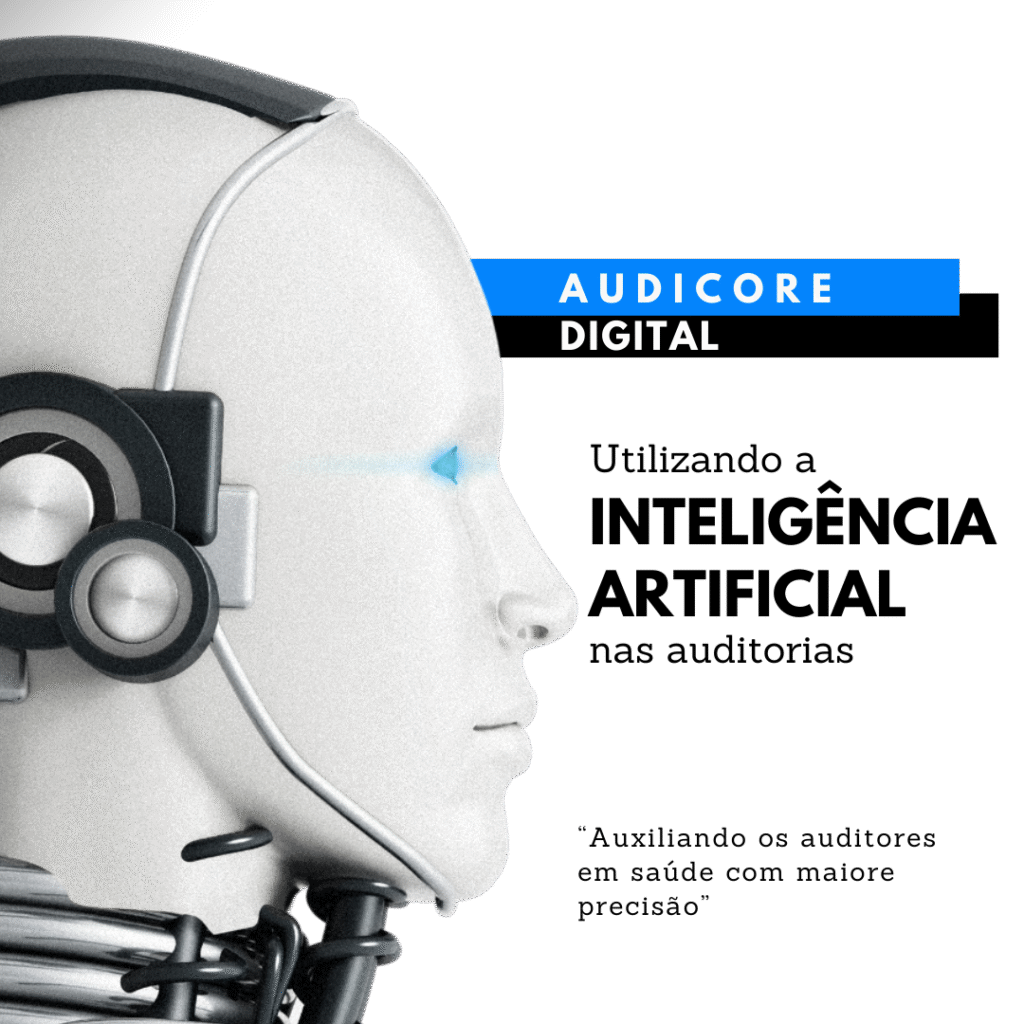 AUDICORE
DIGITAL
Utilizando a
INTELIGÊNCIA
ARTIFICIAL
nas auditorias
“Auxiliando os auditores
em saúde com maiore
precisão”